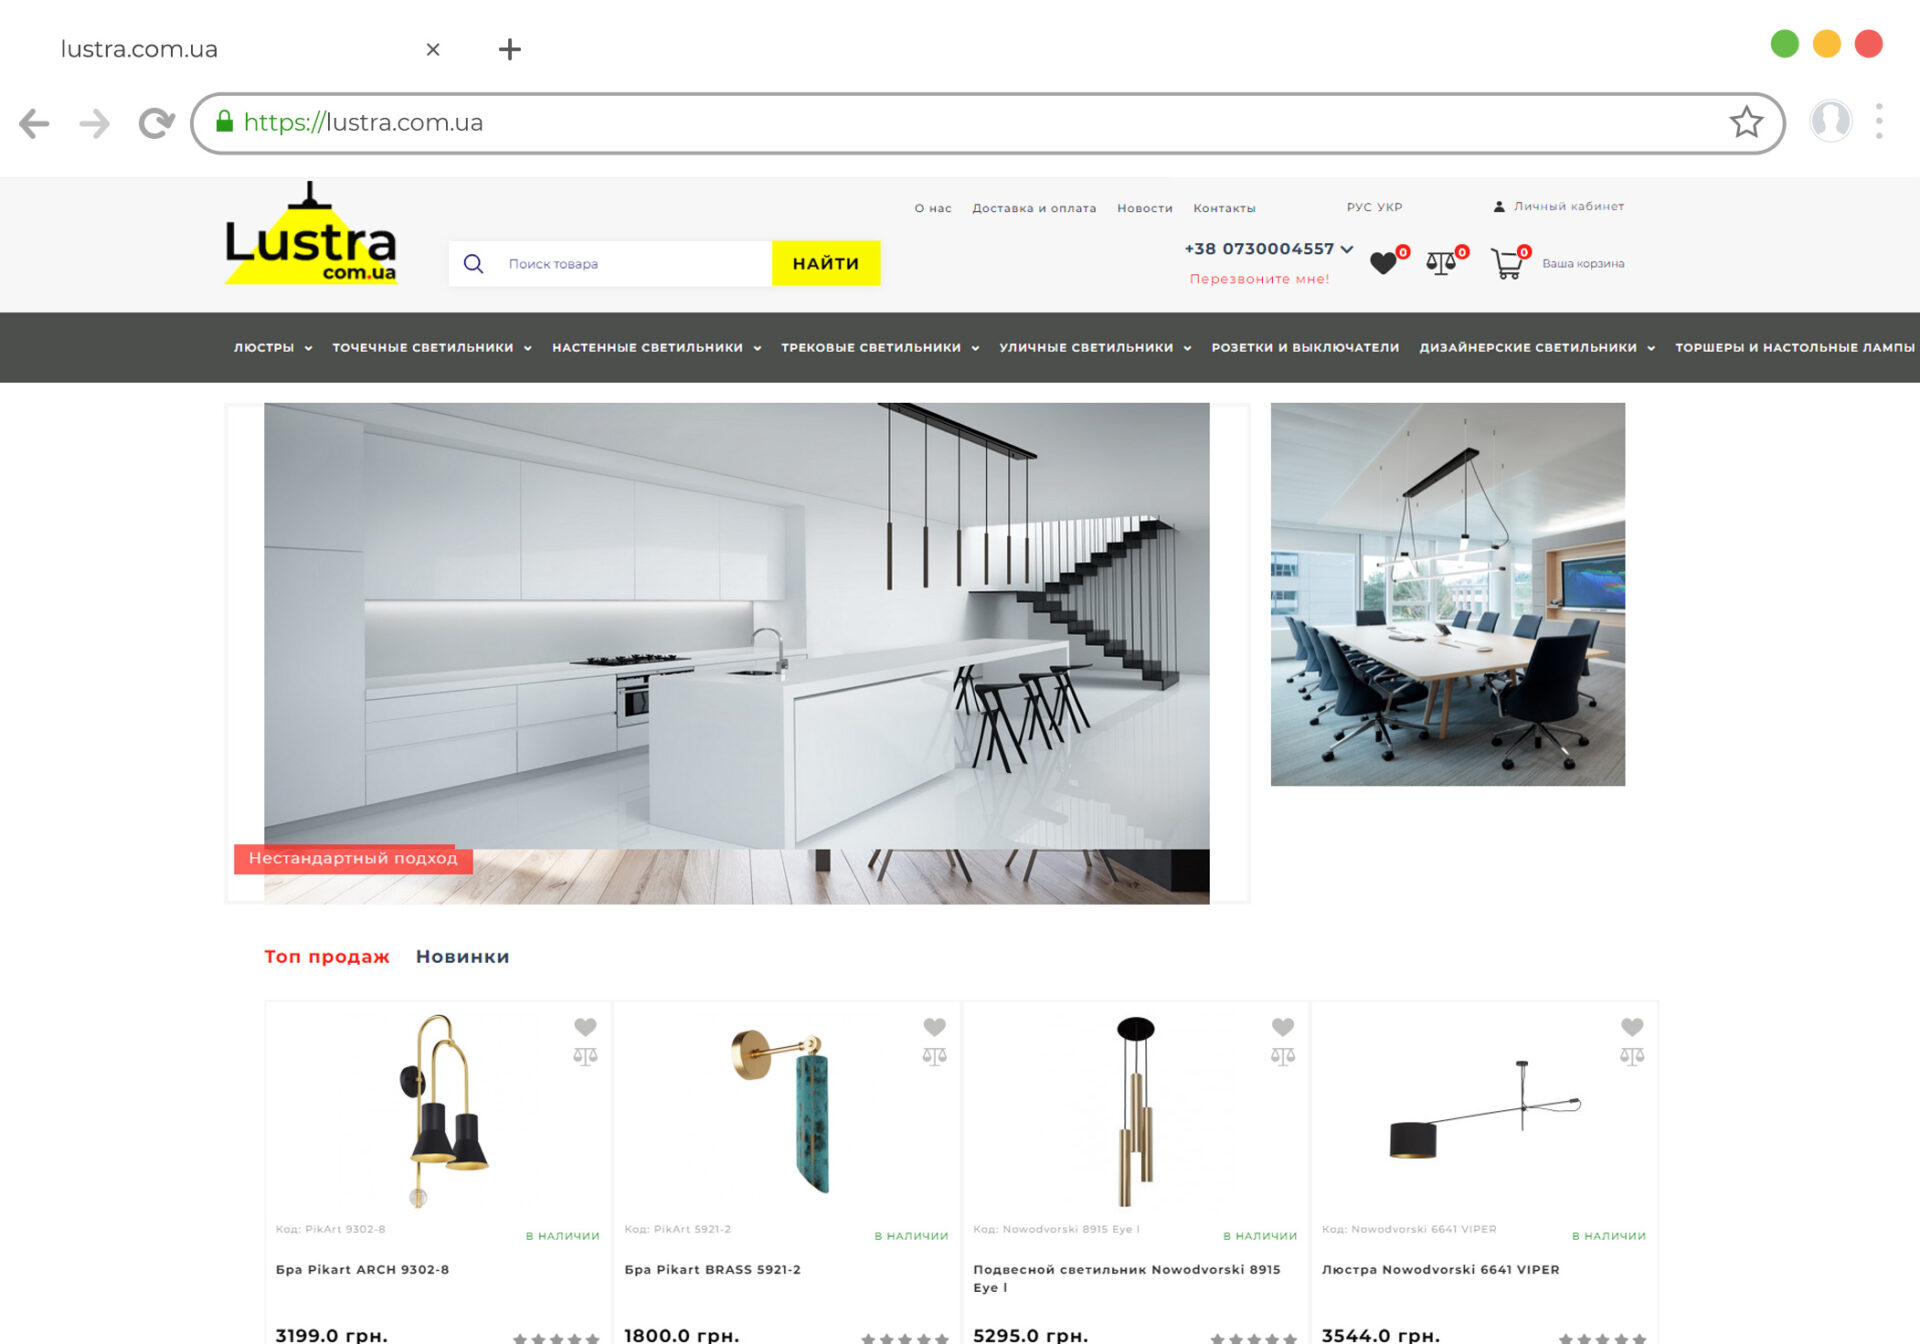 lustra.com.ua
https://lustra.com.ua
Lustra
com.ua
О нас Доставка и оплата Новости Контакты РУС УКР Личный кабинет
Поиск товара НАЙТИ
+38 0730004557
Перезвоните мне!
0 0 0 Ваша корзина
ЛЮСТРЫ ТОЧЕЧНЫЕ СВЕТИЛЬНИКИ НАСТЕННЫЕ СВЕТИЛЬНИКИ ТРЕКОВЫЕ СВЕТИЛЬНИКИ УЛИЧНЫЕ СВЕТИЛЬНИКИ РОЗЕТКИ И ВЫКЛЮЧАТЕЛИ ДИЗАЙНЕРСКИЕ СВЕТИЛЬНИКИ ТОРШЕРЫ И НАСТОЛЬНЫЕ ЛАМПЫ
Нестандартный подход
Топ продаж Новинки
Код: PikArt 9302-8
В НАЛИЧИИ
Бра Pikart ARCH 9302-8
3199.0 грн.
Код: PikArt 5921-2
В НАЛИЧИИ
Бра Pikart BRASS 5921-2
1800.0 грн.
Код: Nowodvorski 8915 Eye l
В НАЛИЧИИ
Подвесной светильник Nowodvorski 8915
Eye l
5295.0 грн.
Код: Nowodvorski 6641 VIPER
В НАЛИЧИИ
Люстра Nowodvorski 6641 VIPER
3544.0 грн.